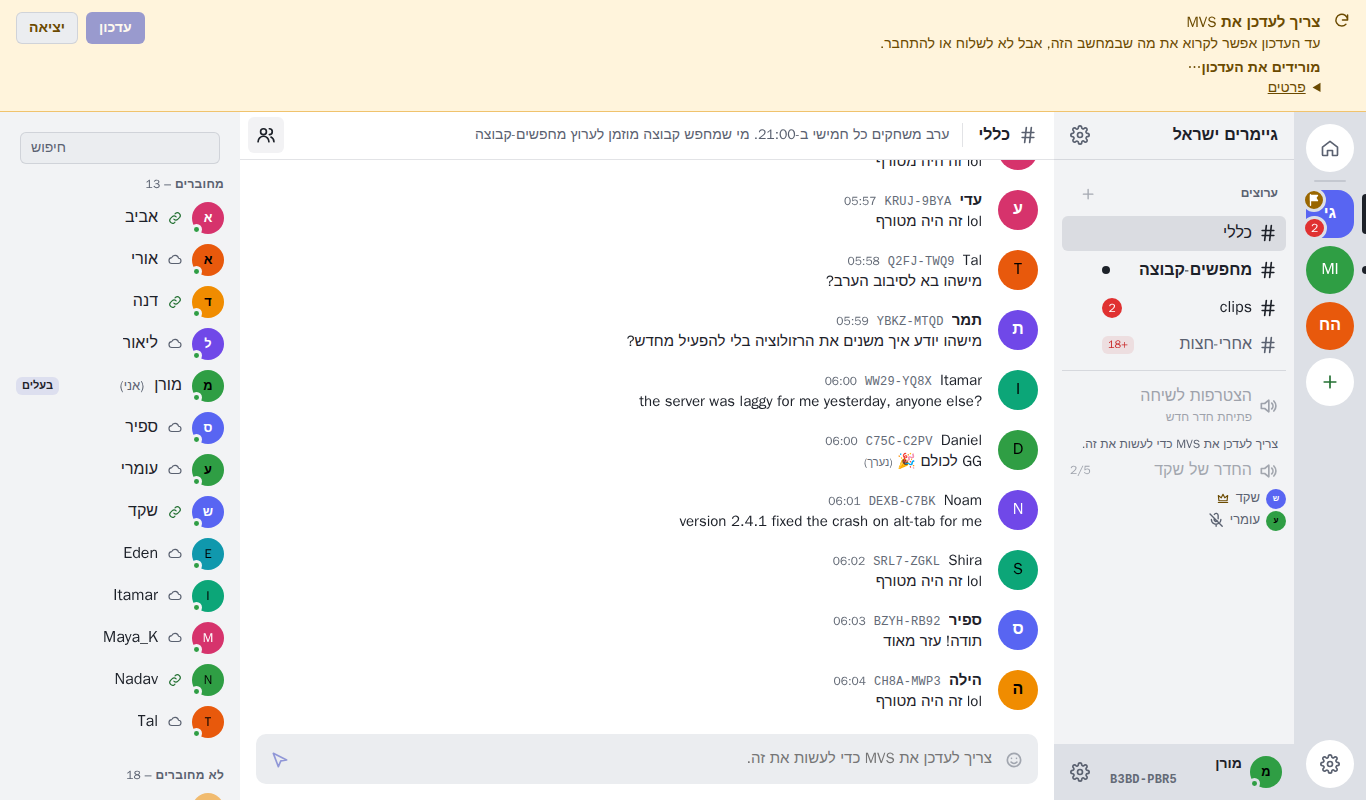 צריך לעדכן את MVS
עד העדכון אפשר לקרוא את מה שבמחשב הזה, אבל לא לשלוח או להתחבר.
מורידים את העדכון…
פרטים
עדכון
יציאה
גי
2
MI
הח
גיימרים ישראל
ערוצים
כללי
מחפשים-קבוצה
clips
2
אחרי-חצות
18+
הצטרפות לשיחה
פתיחת חדר חדש
צריך לעדכן את MVS כדי לעשות את זה.
החדר של שקד
2/5
ש שקד
ע עומרי
מ מורן
B3BD-PBR5
כללי
ערב משחקים כל חמישי ב-21:00. מי שמחפש קבוצה מוזמן לערוץ מחפשים-קבוצה
lol זה היה מטורף
ע עדי KRUJ-9BYA 05:57
lol זה היה מטורף
T Tal Q2FJ-TWQ9 05:58
מישהו בא לסיבוב הערב?
ת תמר YBKZ-MTQD 05:59
מישהו יודע איך משנים את הרזולוציה בלי להפעיל מחדש?
I Itamar WW29-YQ8X 06:00
the server was laggy for me yesterday, anyone else?
D Daniel C75C-C2PV 06:00
GG לכולם 🎉 (נערך)
N Noam DEXB-C7BK 06:01
version 2.4.1 fixed the crash on alt-tab for me
S Shira SRL7-ZGKL 06:02
lol זה היה מטורף
ס ספיר BZYH-RB92 06:03
תודה! עזר מאוד
ה הילה CH8A-MWP3 06:04
lol זה היה מטורף
צריך לעדכן את MVS כדי לעשות את זה.
חיפוש
מחוברים – 13
א אביב
א אורי
ד דנה
ל ליאור
מ מורן (אני) בעלים
ס ספיר
ע עומרי
ש שקד
E Eden
I Itamar
M Maya_K
N Nadav
T Tal
לא מחוברים – 18